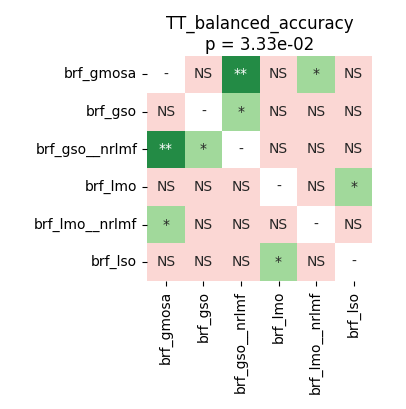 TT_balanced_accuracy
p = 3.33e-02
brf_gmosa - NS ** NS * NS
brf_gso NS - * NS NS NS
brf_gso__nrlmf ** * - NS NS NS
brf_lmo NS NS NS - NS *
brf_lmo__nrlmf * NS NS NS - NS
brf_lso NS NS NS * NS -
brf_gmosa
brf_gso
brf_gso__nrlmf
brf_lmo
brf_lmo__nrlmf
brf_lso